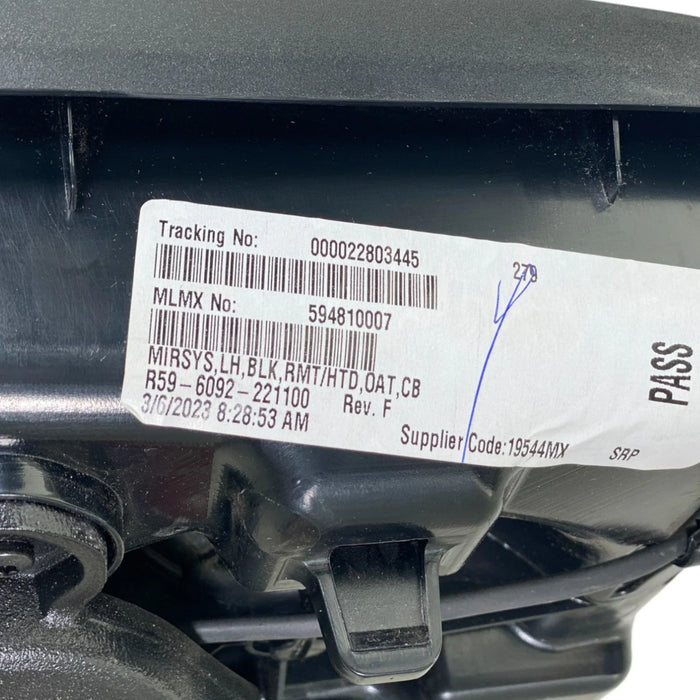 Tracking No: 000022803445
279
MLMX No: 594810007
MIRSYS,LH,BLK,RMT/HTD,OAT,CB
R59-6092-221100 Rev. F
3/6/2023 8:28:53 AM
Supplier Code:19544MX SRP
PASS